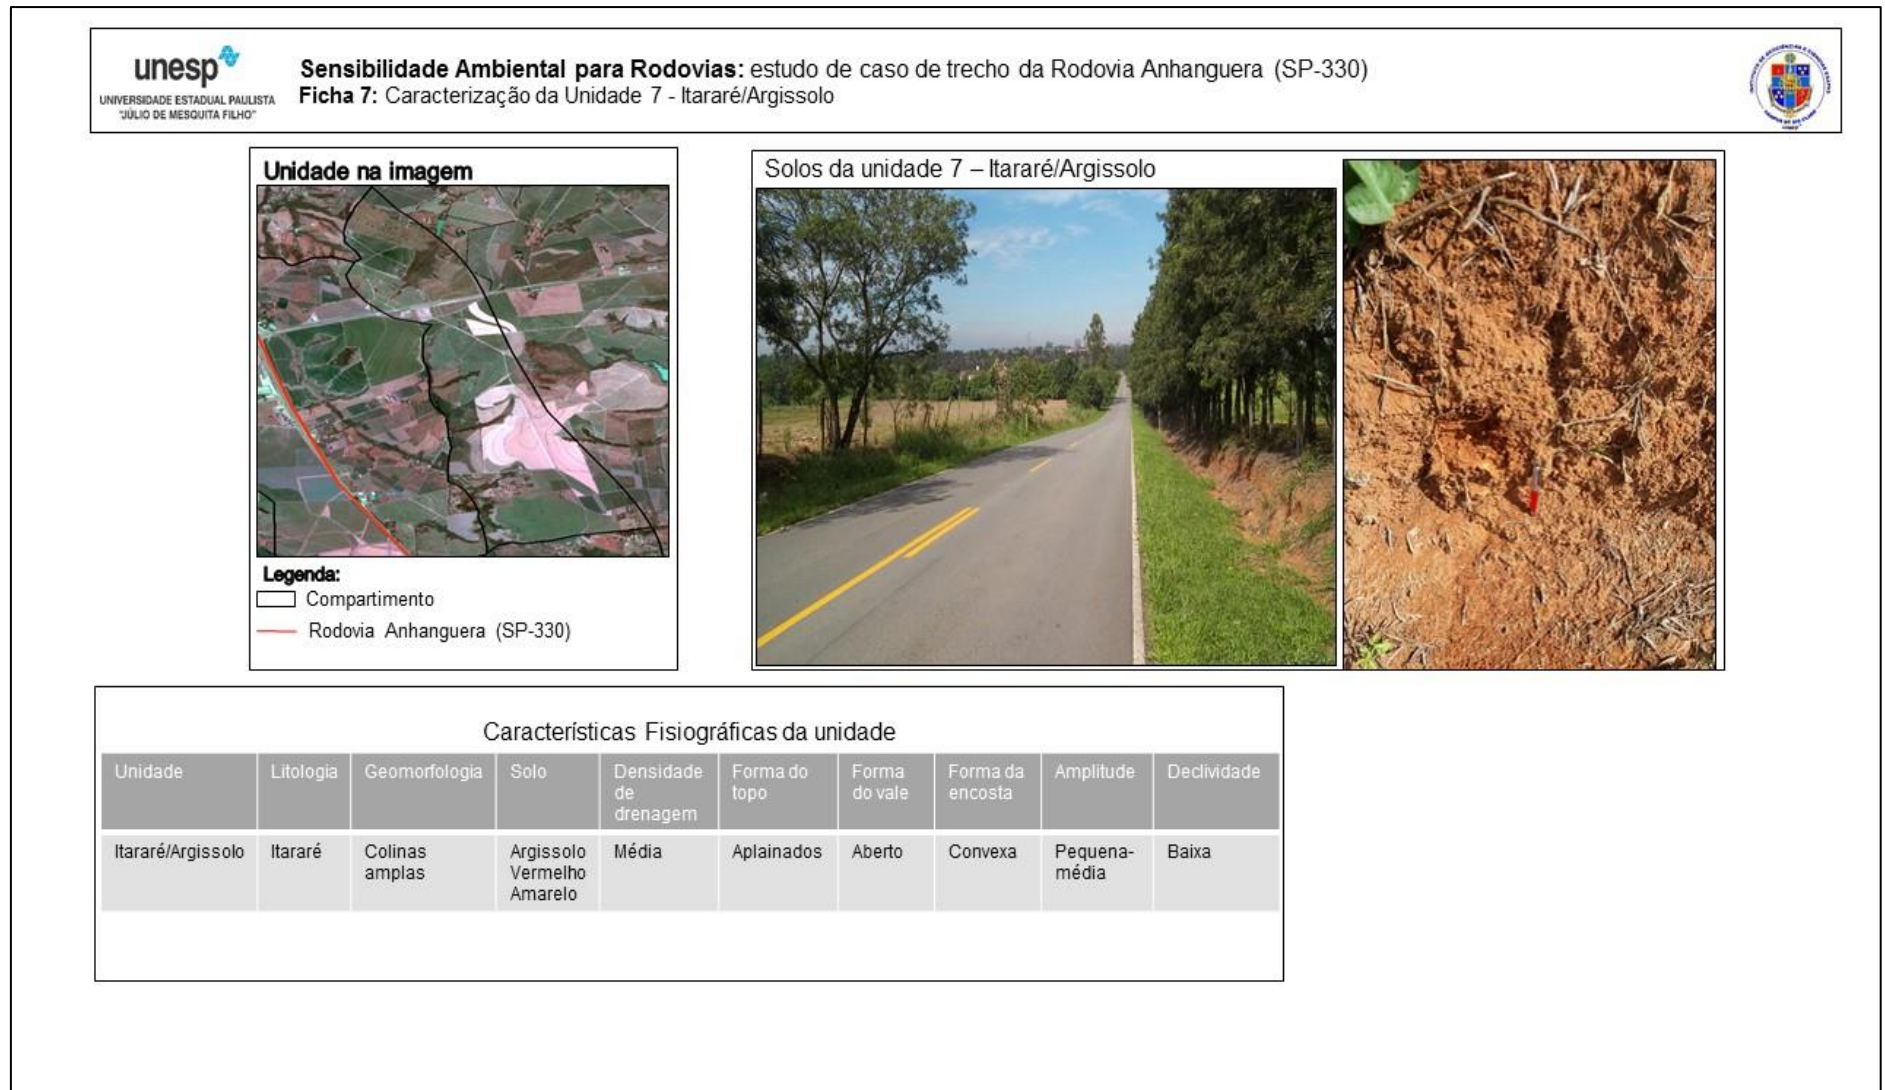 unesp
UNIVERSIDADE ESTADUAL PAULISTA
"JÚLIO DE MESQUITA FILHO"
Sensibilidade Ambiental para Rodovias: estudo de caso de trecho da Rodovia Anhanguera (SP-330)
Ficha 7: Caracterização da Unidade 7 - Itararé/Argissolo
Unidade na imagem
Legenda:
Compartimento
Rodovia Anhanguera (SP-330)
Solos da unidade 7 – Itararé/Argissolo
Características Fisiográficas da unidade
Unidade Litologia Geomorfologia Solo Densidade de drenagem Forma do topo Forma do vale Forma da encosta Amplitude Declividade
Itararé/Argissolo Itararé Colinas amplas Argissolo Vermelho Amarelo Média Aplainados Aberto Convexa Pequena-média Baixa